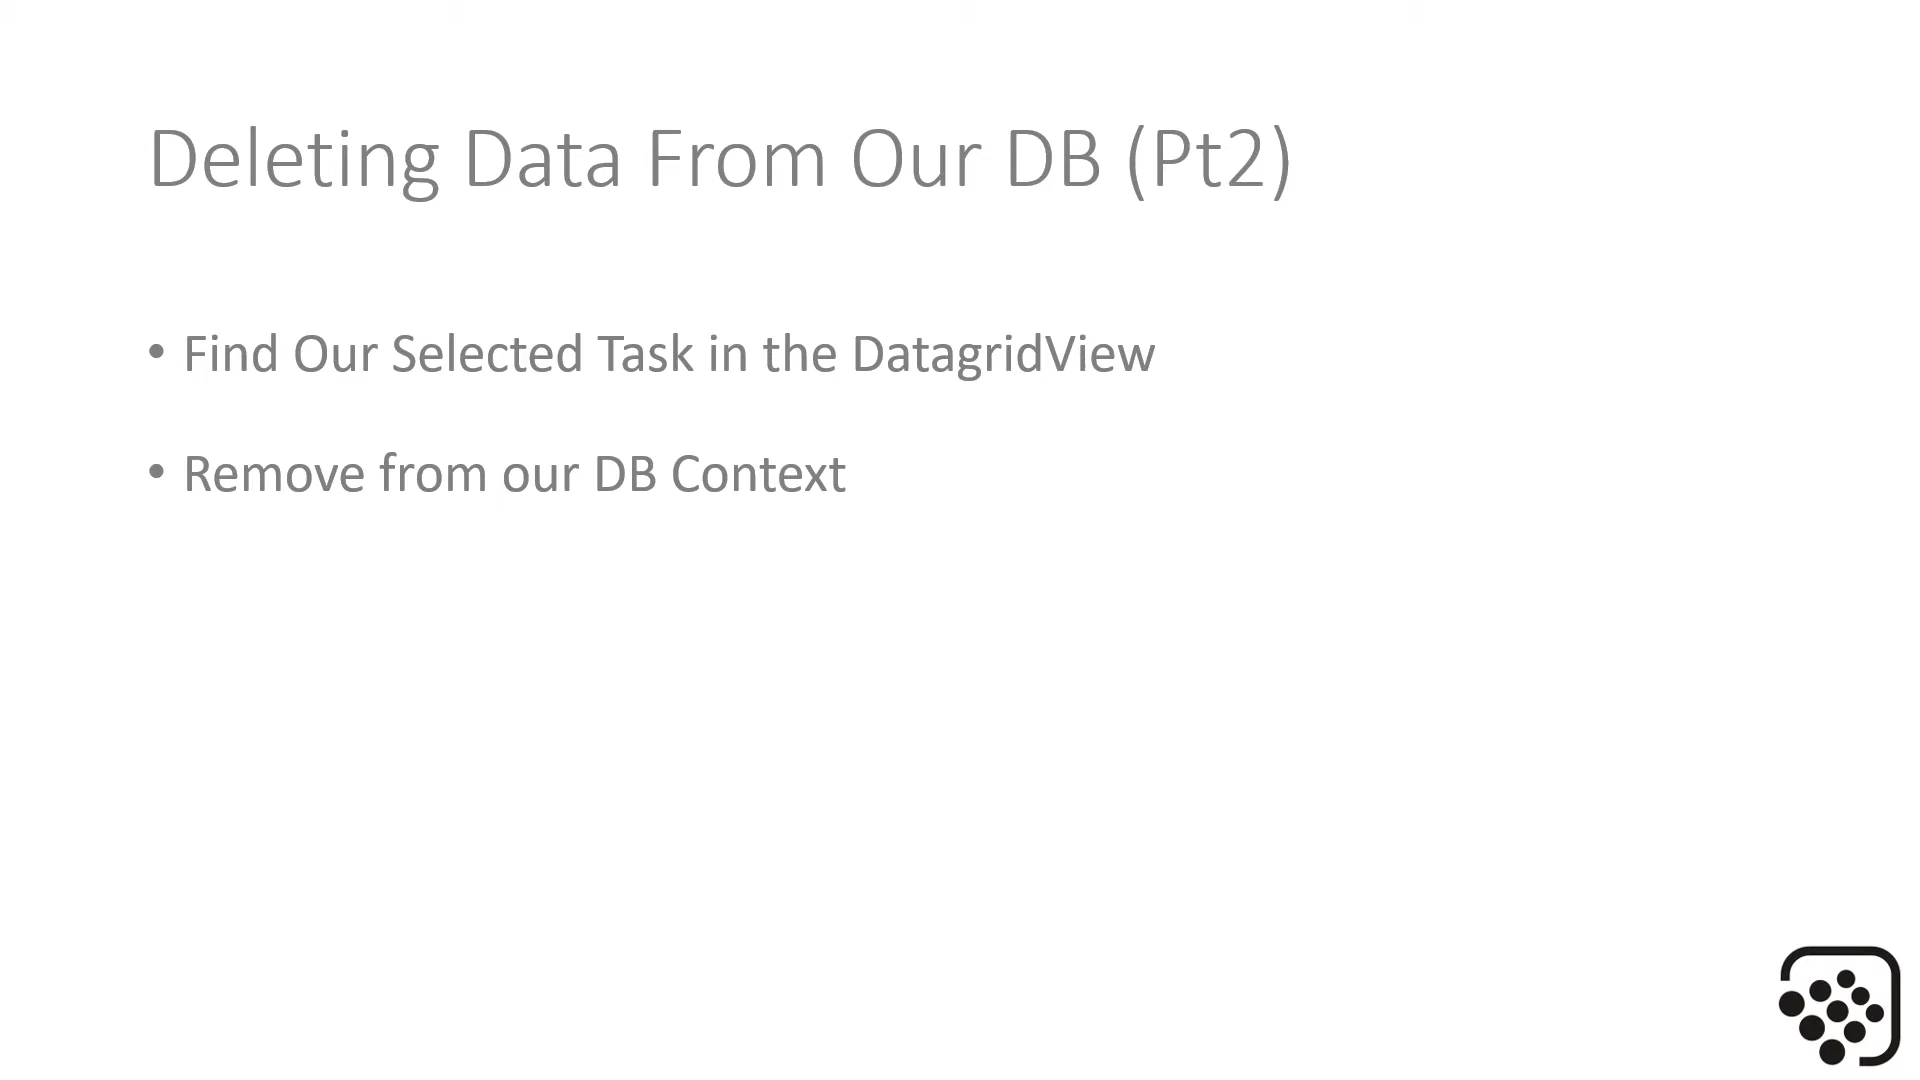 Deleting Data From Our DB (Pt2)
• Find Our Selected Task in the DatagridView
• Remove from our DB Context